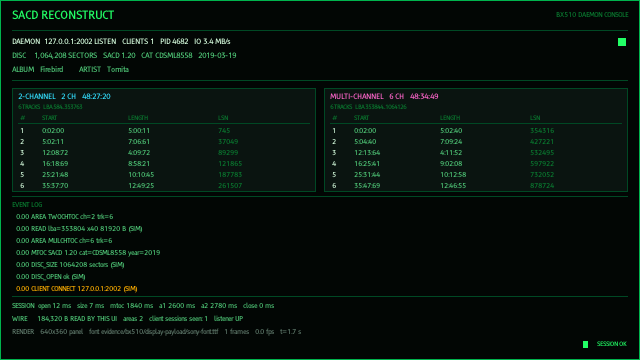 SACD RECONSTRUCT
BX510 DAEMON CONSOLE
DAEMON 127.0.0.1:2002 LISTEN CLIENTS 1 PID 4682 IO 3.4 MB/s
DISC 1,064,208 SECTORS SACD 1.20 CAT CDSML8558 2019-03-19
ALBUM Firebird ARTIST Tomita
2-CHANNEL 2 CH 48:27:20
6 TRACKS LBA 584..353765
# START LENGTH LSN
1 0:02:00 5:00:11 745
2 5:02:11 7:06:61 37049
3 12:08:72 4:09:72 89299
4 16:18:69 8:58:21 121865
5 25:21:48 10:10:45 187783
6 35:37:70 12:49:25 261507
MULTI-CHANNEL 6 CH 48:34:49
6 TRACKS LBA 353844..1064126
# START LENGTH LSN
1 0:02:00 5:02:40 354316
2 5:04:40 7:09:24 427221
3 12:13:64 4:11:52 532495
4 16:25:41 9:02:08 597922
5 25:31:44 10:12:58 732052
6 35:47:69 12:46:55 878724
EVENT LOG
0.00 AREA TWOCHTOC ch=2 trk=6
0.00 READ lba=353804 x40 81920 B (SIM)
0.00 AREA MULCHTOC ch=6 trk=6
0.00 MTOC SACD 1.20 cat=CDSML8558 year=2019
0.00 DISC_SIZE 1064208 sectors (SIM)
0.00 DISC_OPEN ok (SIM)
0.00 CLIENT CONNECT 127.0.0.1:2002 (SIM)
SESSION open 12 ms size 7 ms mtoc 1840 ms a1 2600 ms a2 2780 ms close 0 ms
WIRE 184,320 B READ BY THIS UI areas 2 client sessions seen 1 listener UP
RENDER 640x360 panel font evidence/bx510/display-payload/sony-font.ttf 1 frames 0.0 fps t=1.7 s
SESSION OK